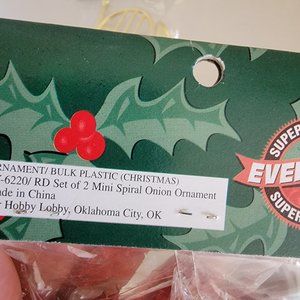 RNAMENT/ BULK PLASTIC (CHRISTMAS)
-6220/ RD Set of 2 Mini Spiral Onion Ornament
ade in China
r Hobby Lobby, Oklahoma City, OK
SUPER
EVE
SUPER